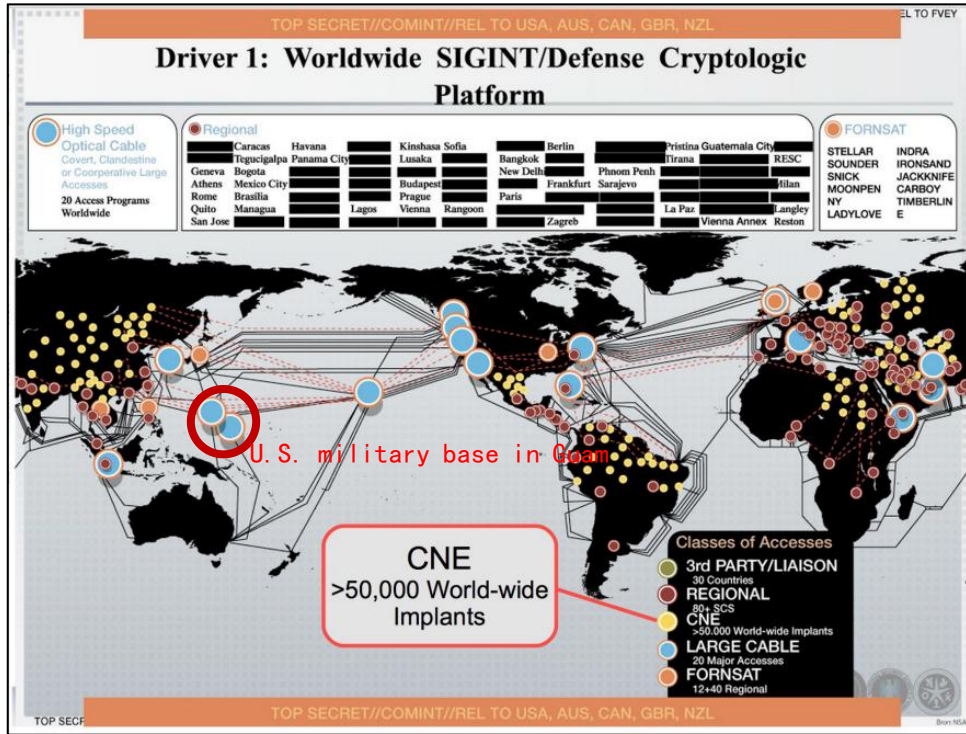 TOP SECRET//COMINT//REL TO USA, AUS, CAN, GBR, NZL
EL TO FVEY
Driver 1: Worldwide SIGINT/Defense Cryptologic
Platform
High Speed
Optical Cable
Covert, Clandestine
or Coorporative Large
Accesses
20 Access Programs
Worldwide
Regional
Caracas Havana Kinshasa Sofia Berlin Pristina Guatemala City
Tegucigalpa Panama City Lusaka Bangkok Tirana RESC
Geneva Bogota New Delhi Phnom Penh
Athens Mexico City Budapest Frankfurt Sarajevo Milan
Rome Brasilia Prague Paris
Quito Managua Lagos Vienna Rangoon La Paz Langley
San Jose Zagreb Vienna Annex Reston
FORNSAT
STELLAR INDRA
SOUNDER IRONSAND
SNICK JACKKNIFE
MOONPEN CARBOY
NY TIMBERLIN
LADYLOVE E
U.S. military base in Guam
CNE
>50,000 World-wide
Implants
Classes of Accesses
3rd PARTY/LIAISON
30 Countries
REGIONAL
80+ SCS
CNE
>50.000 World-wide Implants
LARGE CABLE
20 Major Accesses
FORNSAT
12+40 Regional
TOP SECR
TOP SECRET//COMINT//REL TO USA, AUS, CAN, GBR, NZL
Bron: NSA